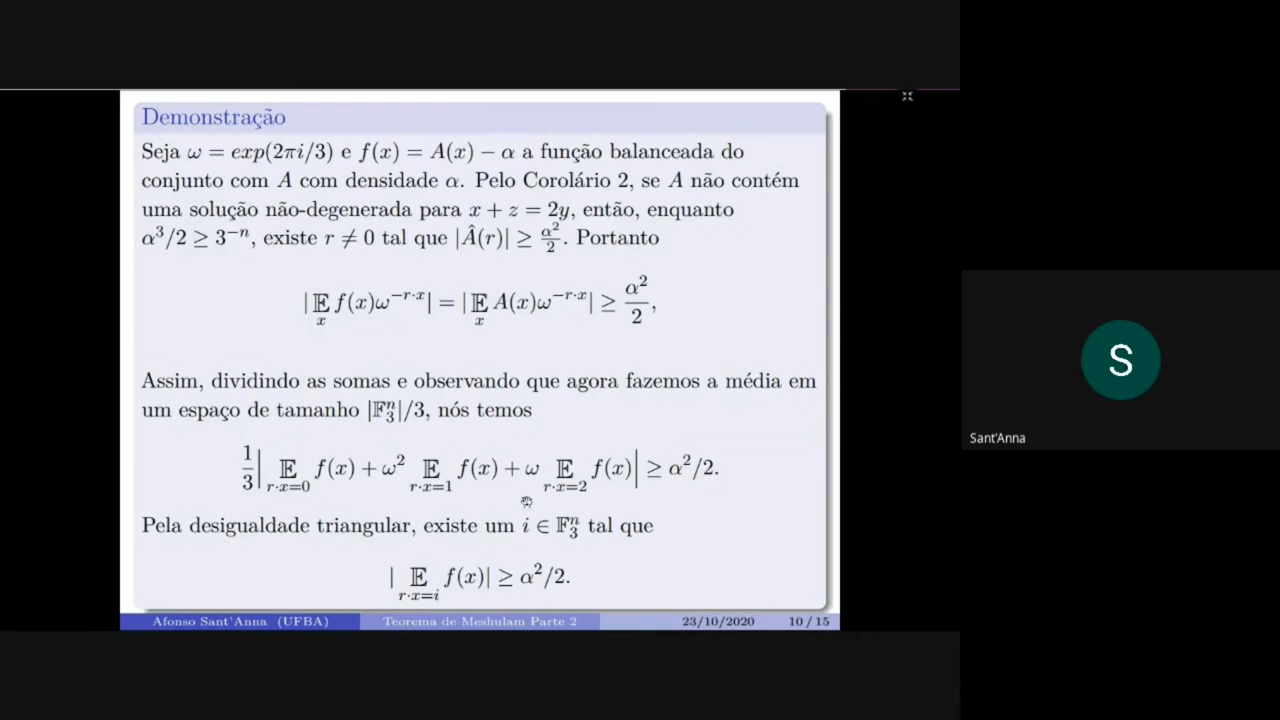 Demonstração
Seja ω = exp(2πi/3) e f(x) = A(x) − α a função balanceada do
conjunto com A com densidade α. Pelo Corolário 2, se A não contém
uma solução não-degenerada para x + z = 2y, então, enquanto
α³/2 ≥ 3⁻ⁿ, existe r ≠ 0 tal que |Â(r)| ≥ α²/2. Portanto
|𝔼_x f(x)ω^{−r·x}| = |𝔼_x A(x)ω^{−r·x}| ≥ α²/2,
Assim, dividindo as somas e observando que agora fazemos a média em
um espaço de tamanho |𝔽₃ⁿ|/3, nós temos
1/3| 𝔼_{r·x=0} f(x) + ω² 𝔼_{r·x=1} f(x) + ω 𝔼_{r·x=2} f(x)| ≥ α²/2.
Pela desigualdade triangular, existe um i ∈ 𝔽₃ⁿ tal que
| 𝔼_{r·x=i} f(x)| ≥ α²/2.
Afonso Sant'Anna (UFBA) Teorema de Meshulam Parte 2 23/10/2020 10 / 15
S
Sant'Anna